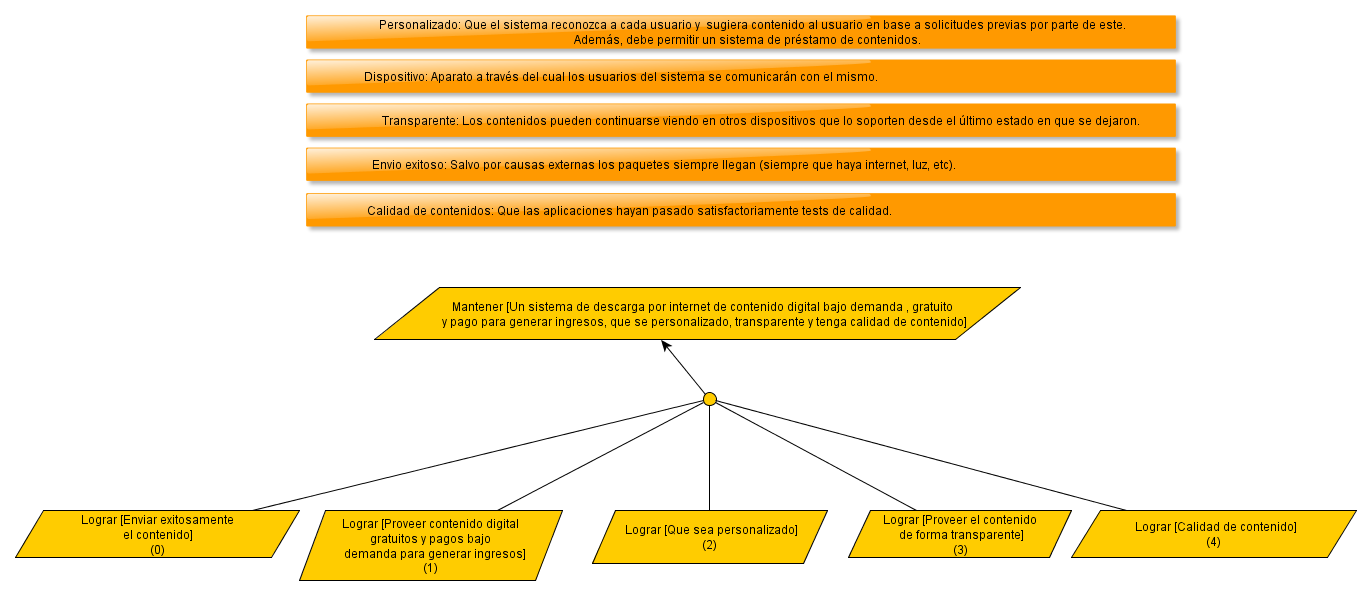 Personalizado: Que el sistema reconozca a cada usuario y sugiera contenido al usuario en base a solicitudes previas por parte de este.
Además, debe permitir un sistema de préstamo de contenidos.
Dispositivo: Aparato a través del cual los usuarios del sistema se comunicarán con el mismo.
Transparente: Los contenidos pueden continuarse viendo en otros dispositivos que lo soporten desde el último estado en que se dejaron.
Envio exitoso: Salvo por causas externas los paquetes siempre llegan (siempre que haya internet, luz, etc).
Calidad de contenidos: Que las aplicaciones hayan pasado satisfactoriamente tests de calidad.
Mantener [Un sistema de descarga por internet de contenido digital bajo demanda , gratuito
y pago para generar ingresos, que se personalizado, transparente y tenga calidad de contenido]
Lograr [Enviar exitosamente
el contenido]
(0)
Lograr [Proveer contenido digital
gratuitos y pagos bajo
demanda para generar ingresos]
(1)
Lograr [Que sea personalizado]
(2)
Lograr [Proveer el contenido
de forma transparente]
(3)
Lograr [Calidad de contenido]
(4)